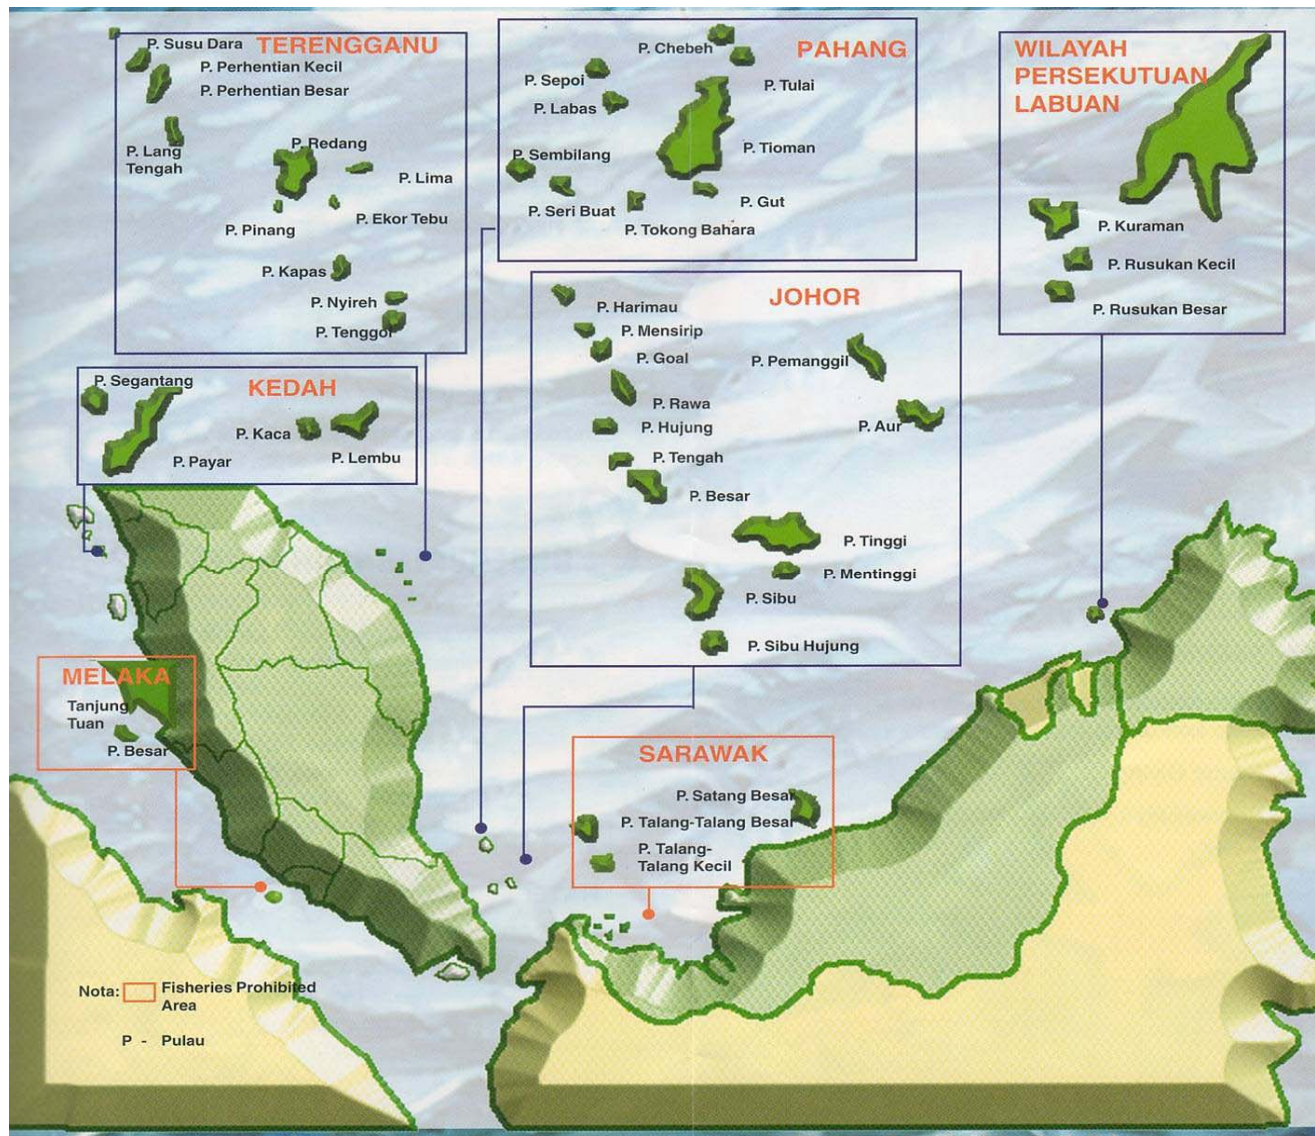 TERENGGANU
P. Susu Dara
P. Perhentian Kecil
P. Perhentian Besar
P. Lang
Tengah
P. Redang
P. Lima
P. Pinang
P. Ekor Tebu
P. Kapas
P. Nyireh
P. Tenggol
PAHANG
P. Chebeh
P. Tulai
P. Sepoi
P. Labas
P. Tioman
P. Sembilang
P. Seri Buat
P. Gut
P. Tokong Bahara
WILAYAH
PERSEKUTUAN
LABUAN
P. Kuraman
P. Rusukan Kecil
P. Rusukan Besar
KEDAH
P. Segantang
P. Kaca
P. Payar
P. Lembu
JOHOR
P. Harimau
P. Mensirip
P. Goal
P. Pemanggil
P. Rawa
P. Hujung
P. Aur
P. Tengah
P. Besar
P. Tinggi
P. Mentinggi
P. Sibu
P. Sibu Hujung
MELAKA
Tanjung
Tuan
P. Besar
SARAWAK
P. Satang Besar
P. Talang-Talang Besar
P. Talang-
Talang Kecil
Nota: Fisheries Prohibited
Area
P - Pulau